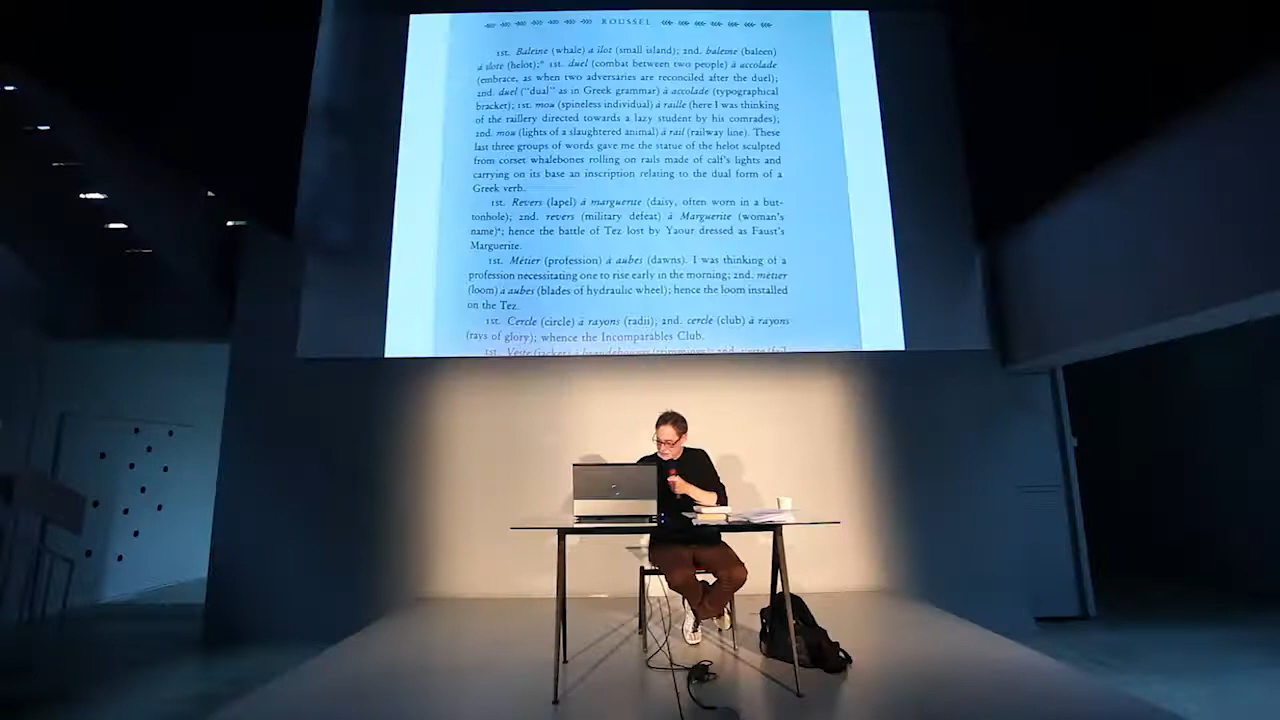 ROUSSEL
1st. Baleine (whale) à îlot (small island); 2nd. baleine (baleen)
à ilote (helot);* 1st. duel (combat between two people) à accolade
(embrace, as when two adversaries are reconciled after the duel);
2nd. duel ("dual" as in Greek grammar) à accolade (typographical
bracket); 1st. mou (spineless individual) à raille (here I was thinking
of the raillery directed towards a lazy student by his comrades);
2nd. mou (lights of a slaughtered animal) à rail (railway line). These
last three groups of words gave me the statue of the helot sculpted
from corset whalebones rolling on rails made of calf's lights and
carrying on its base an inscription relating to the dual form of a
Greek verb.
1st. Revers (lapel) à marguerite (daisy, often worn in a but-
tonhole); 2nd. revers (military defeat) à Marguerite (woman's
name)*; hence the battle of Tez lost by Yaour dressed as Faust's
Marguerite.
1st. Métier (profession) à aubes (dawns). I was thinking of a
profession necessitating one to rise early in the morning; 2nd. métier
(loom) à aubes (blades of hydraulic wheel); hence the loom installed
on the Tez.
1st. Cercle (circle) à rayons (radii); 2nd. cercle (club) à rayons
(rays of glory); whence the Incomparables Club.
1st. Veste (jacket) à